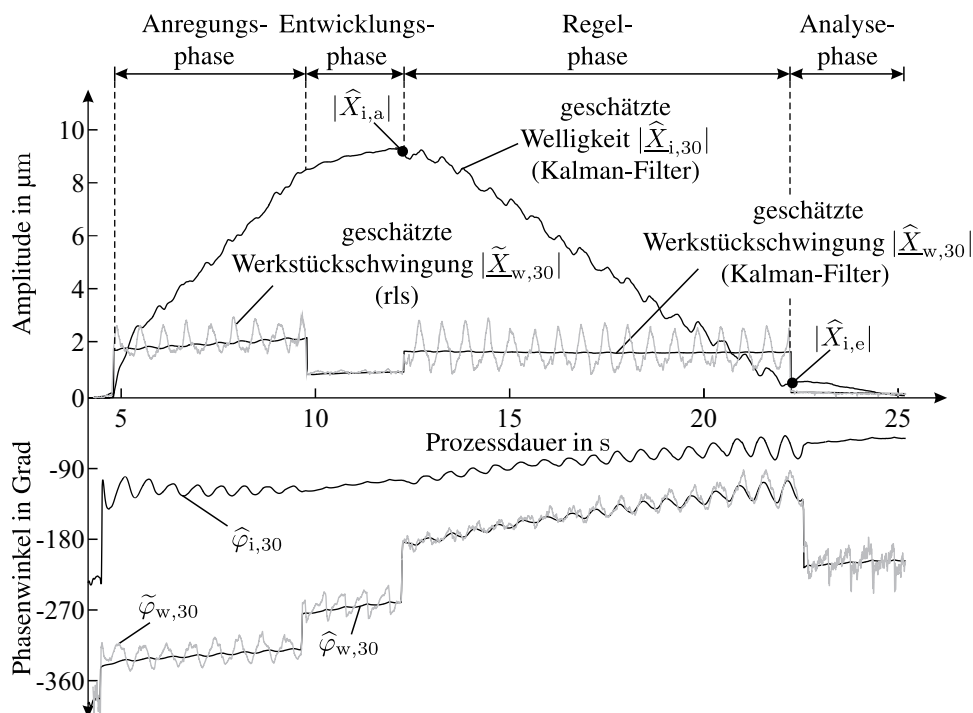 Anregungs-
phase
Entwicklungs-
phase
Regel-
phase
Analyse-
phase
Amplitude in µm
10
8
6
4
2
0
|X̂i,a|
geschätzte
Welligkeit |X̂i,30|
(Kalman-Filter)
geschätzte
Werkstückschwingung |X̃w,30|
(rls)
geschätzte
Werkstückschwingung |X̂w,30|
(Kalman-Filter)
|X̂i,e|
5 10 15 20 25
Prozessdauer in s
Phasenwinkel in Grad
-90
-180
-270
-360
φ̂i,30
φ̃w,30
φ̂w,30